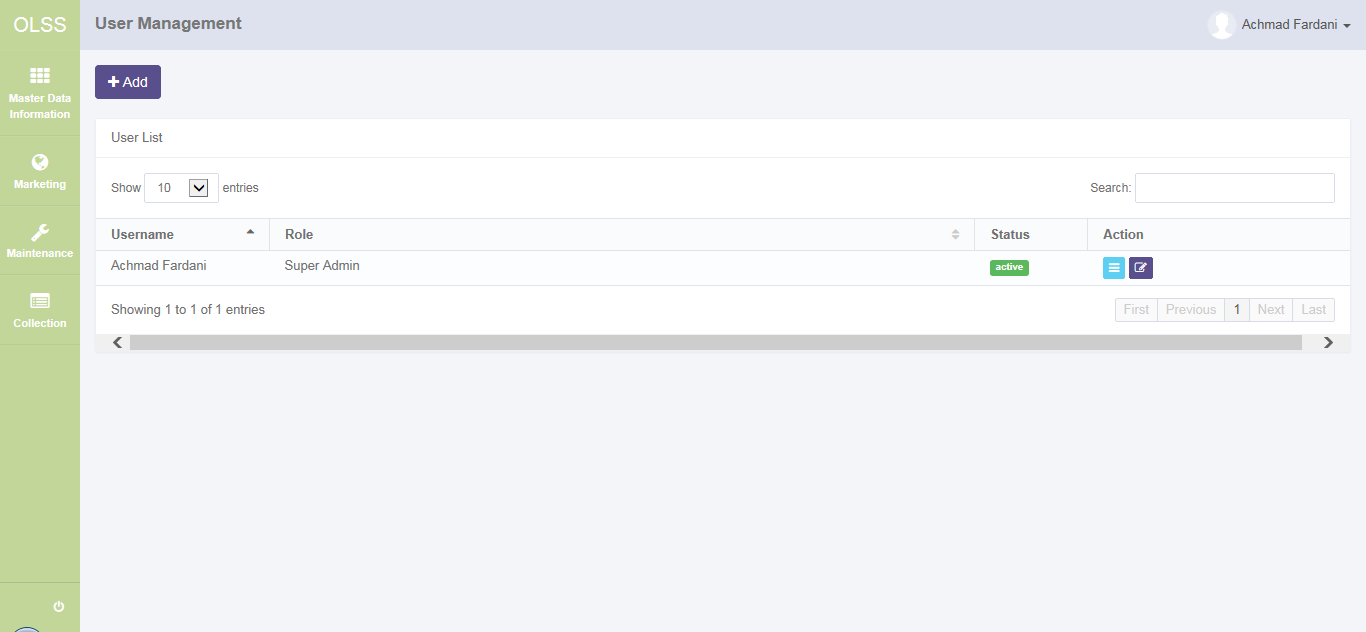 OLSS
User Management
Achmad Fardani
Add
Master Data
Information
Marketing
Maintenance
Collection
User List
Show 10 entries
Search:
Username Role Status Action
Achmad Fardani Super Admin active
Showing 1 to 1 of 1 entries
First Previous 1 Next Last